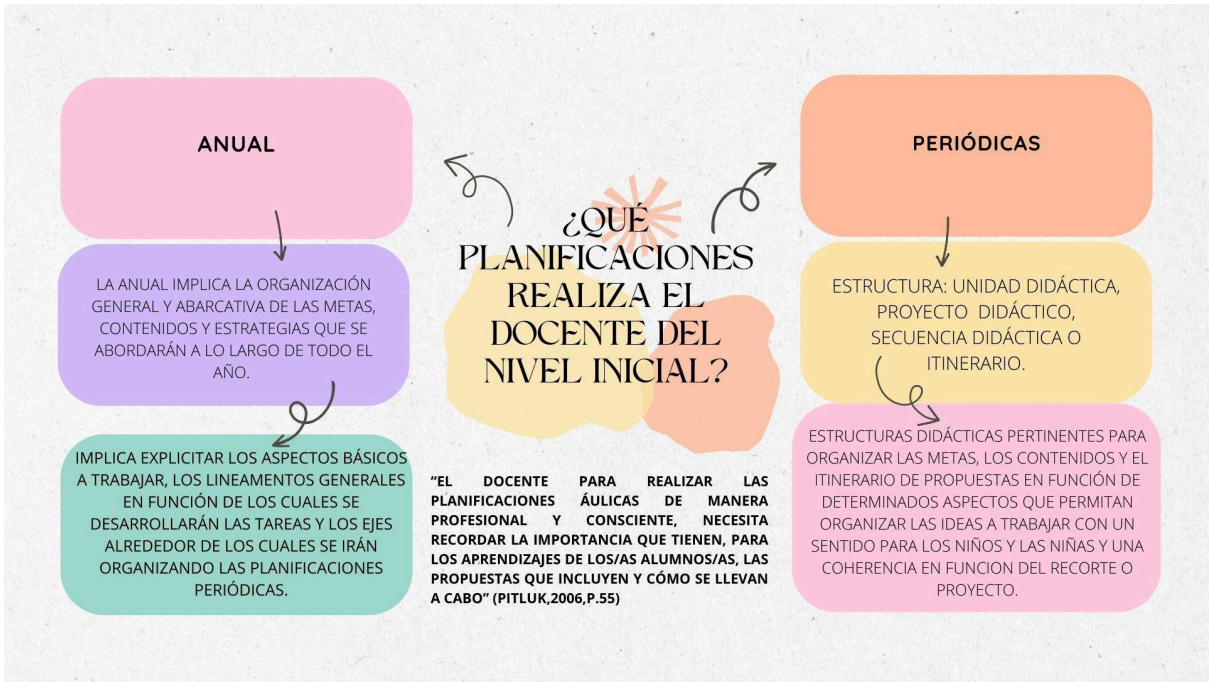 ANUAL
LA ANUAL IMPLICA LA ORGANIZACIÓN
GENERAL Y ABARCATIVA DE LAS METAS,
CONTENIDOS Y ESTRATEGIAS QUE SE
ABORDARÁN A LO LARGO DE TODO EL
AÑO.
IMPLICA EXPLICITAR LOS ASPECTOS BÁSICOS
A TRABAJAR, LOS LINEAMENTOS GENERALES
EN FUNCIÓN DE LOS CUALES SE
DESARROLLARÁN LAS TAREAS Y LOS EJES
ALREDEDOR DE LOS CUALES SE IRÁN
ORGANIZANDO LAS PLANIFICACIONES
PERIÓDICAS.
¿QUÉ
PLANIFICACIONES
REALIZA EL
DOCENTE DEL
NIVEL INICIAL?
“EL DOCENTE PARA REALIZAR LAS
PLANIFICACIONES ÁULICAS DE MANERA
PROFESIONAL Y CONSCIENTE, NECESITA
RECORDAR LA IMPORTANCIA QUE TIENEN, PARA
LOS APRENDIZAJES DE LOS/AS ALUMNOS/AS, LAS
PROPUESTAS QUE INCLUYEN Y CÓMO SE LLEVAN
A CABO” (PITLUK,2006,P.55)
PERIÓDICAS
ESTRUCTURA: UNIDAD DIDÁCTICA,
PROYECTO DIDÁCTICO,
SECUENCIA DIDÁCTICA O
ITINERARIO.
ESTRUCTURAS DIDÁCTICAS PERTINENTES PARA
ORGANIZAR LAS METAS, LOS CONTENIDOS Y EL
ITINERARIO DE PROPUESTAS EN FUNCIÓN DE
DETERMINADOS ASPECTOS QUE PERMITAN
ORGANIZAR LAS IDEAS A TRABAJAR CON UN
SENTIDO PARA LOS NIÑOS Y LAS NIÑAS Y UNA
COHERENCIA EN FUNCION DEL RECORTE O
PROYECTO.